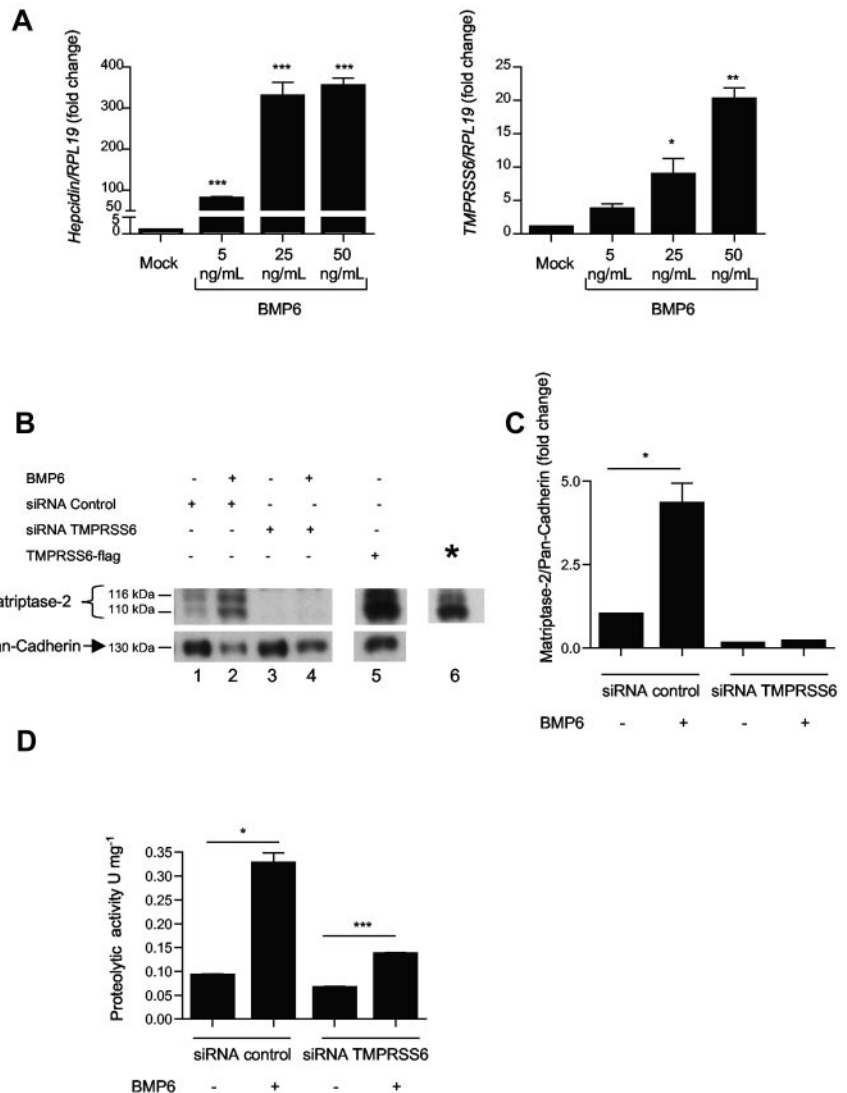 A
Hepcidin/RPL19 (fold change)
400
300
200
100
50
5
0
***
***
***
Mock
5 ng/mL
25 ng/mL
50 ng/mL
BMP6
TMPRSS6/RPL19 (fold change)
25
20
15
10
5
0
*
**
Mock
5 ng/mL
25 ng/mL
50 ng/mL
BMP6
B
BMP6 - + - + -
siRNA Control + + - - -
siRNA TMPRSS6 - - + + -
TMPRSS6-flag - - - - + *
atriptase-2
116 kDa
110 kDa
an-Cadherin 130 kDa
1 2 3 4 5 6
C
Matriptase-2/Pan-Cadherin (fold change)
5.0
2.5
0.0
*
siRNA control siRNA TMPRSS6
BMP6 - + - +
D
Proteolytic activity U mg⁻¹
0.35
0.30
0.25
0.20
0.15
0.10
0.05
0.00
*
***
siRNA control siRNA TMPRSS6
BMP6 - + - +